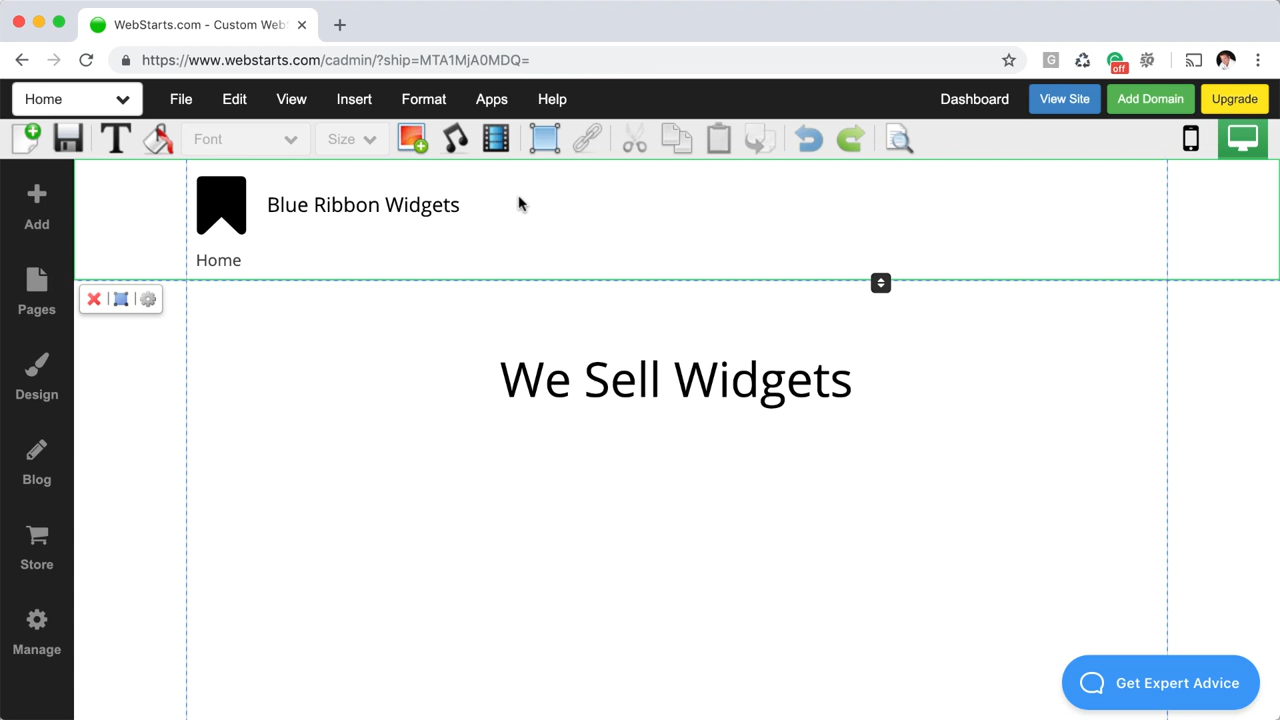 WebStarts.com - Custom Web
https://www.webstarts.com/cadmin/?ship=MTA1MjA0MDQ=
G
off
Home
File
Edit
View
Insert
Format
Apps
Help
Dashboard
View Site
Add Domain
Upgrade
T
Font
Size
Add
Pages
Design
Blog
Store
Manage
Blue Ribbon Widgets
Home
We Sell Widgets
Get Expert Advice